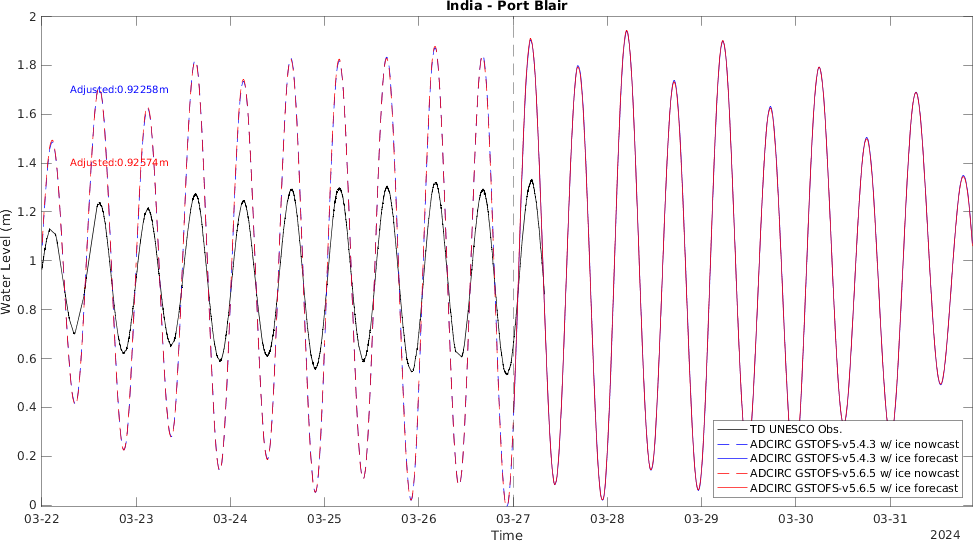 India - Port Blair
2
1.8
1.6
1.4
1.2
1
0.8
0.6
0.4
0.2
0
Water Level (m)
Adjusted:0.92258m
Adjusted:0.92574m
TD UNESCO Obs.
ADCIRC GSTOFS-v5.4.3 w/ ice nowcast
ADCIRC GSTOFS-v5.4.3 w/ ice forecast
ADCIRC GSTOFS-v5.6.5 w/ ice nowcast
ADCIRC GSTOFS-v5.6.5 w/ ice forecast
03-22 03-23 03-24 03-25 03-26 03-27 03-28 03-29 03-30 03-31
Time
2024